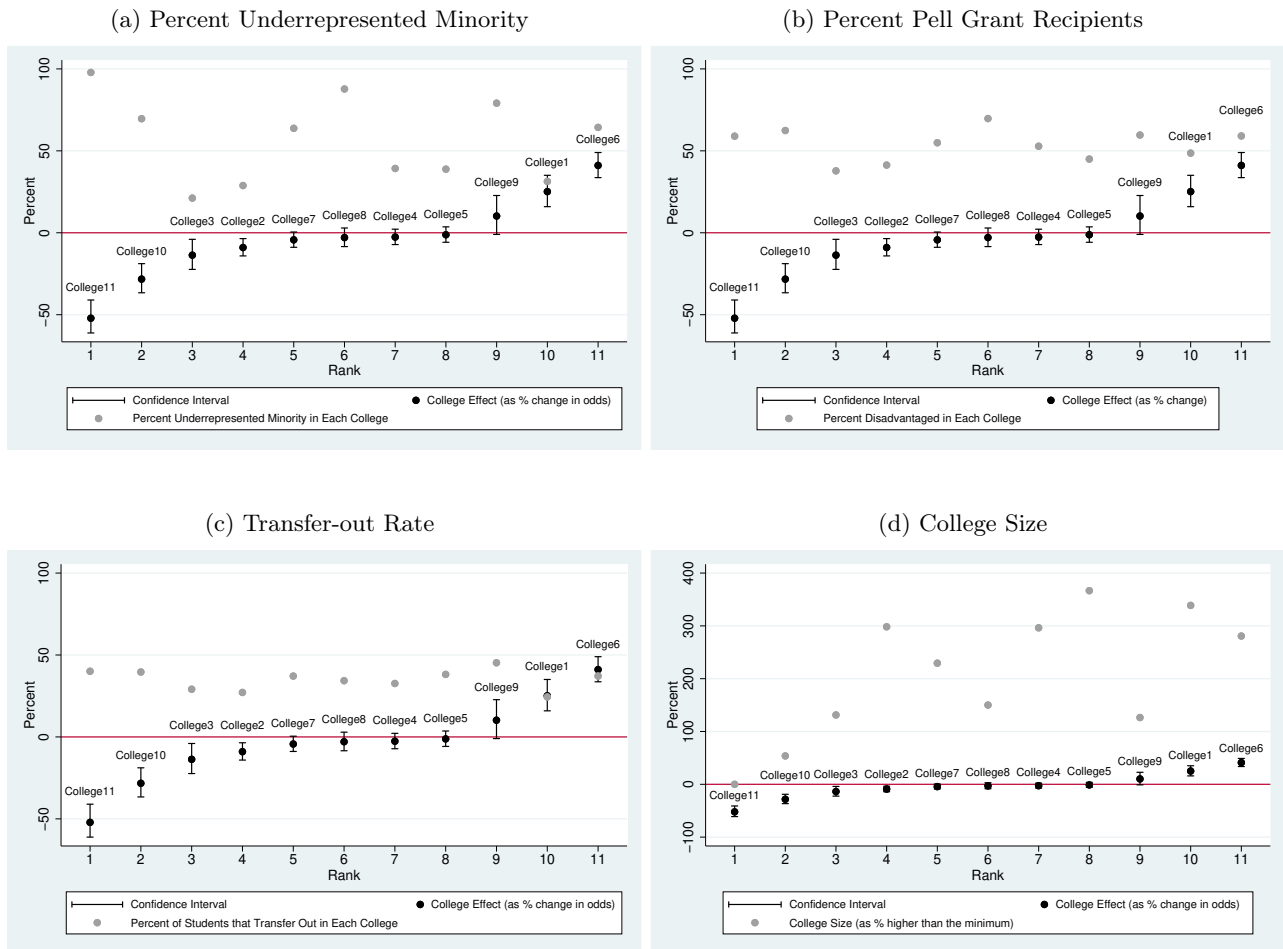 (a) Percent Underrepresented Minority
100
50
0
−50
Percent
College11
College10
College3
College2
College7
College8
College4
College5
College9
College1
College6
1 2 3 4 5 6 7 8 9 10 11
Rank
Confidence Interval College Effect (as % change in odds)
Percent Underrepresented Minority in Each College
(b) Percent Pell Grant Recipients
100
50
0
−50
Percent
College11
College10
College3
College2
College7
College8
College4
College5
College9
College1
College6
1 2 3 4 5 6 7 8 9 10 11
Rank
Confidence Interval College Effect (as % change)
Percent Disadvantaged in Each College
(c) Transfer-out Rate
100
50
0
−50
Percent
College11
College10
College3
College2
College7
College8
College4
College5
College9
College1
College6
1 2 3 4 5 6 7 8 9 10 11
Rank
Confidence Interval College Effect (as % change in odds)
Percent of Students that Transfer Out in Each College
(d) College Size
400
300
200
100
0
−100
Percent
College11
College10
College3
College2
College7
College8
College4
College5
College9
College1
College6
1 2 3 4 5 6 7 8 9 10 11
Rank
Confidence Interval College Effect (as % change in odds)
College Size (as % higher than the minimum)